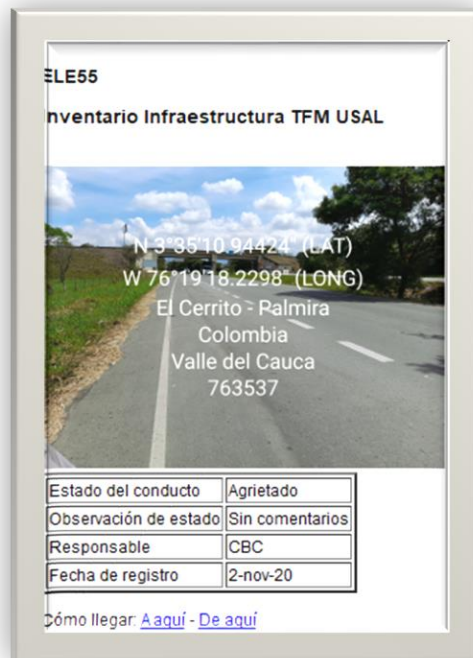 ELE55
Inventario Infraestructura TFM USAL
N 3°35'10.94424" (LAT)
W 76°19'18.2298" (LONG)
El Cerrito - Palmira
Colombia
Valle del Cauca
763537
Estado del conducto Agrietado
Observación de estado Sin comentarios
Responsable CBC
Fecha de registro 2-nov-20
Cómo llegar: A aquí - De aquí